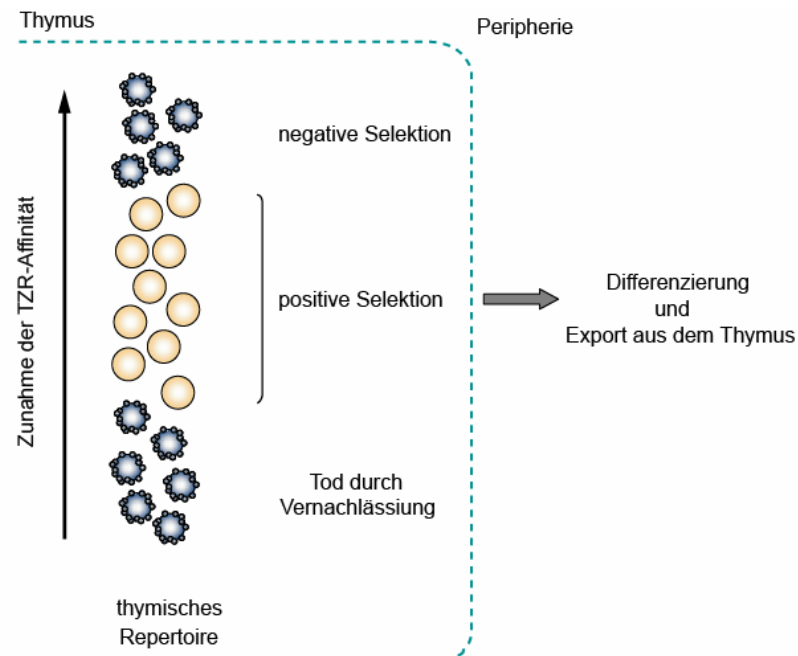 Thymus
Peripherie
Zunahme der TZR-Affinität
negative Selektion
positive Selektion
Differenzierung
und
Export aus dem Thymus
Tod durch
Vernachlässiung
thymisches
Repertoire